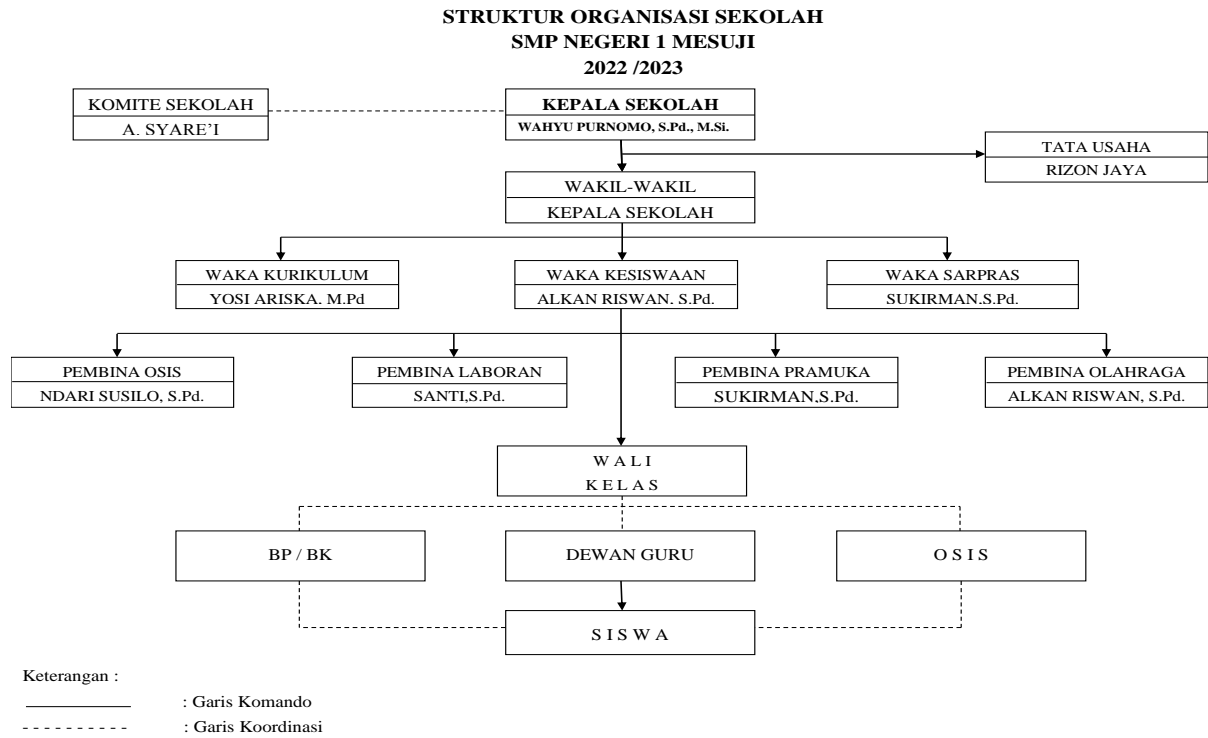 STRUKTUR ORGANISASI SEKOLAH
SMP NEGERI 1 MESUJI
2022 /2023
KOMITE SEKOLAH
A. SYARE'I
KEPALA SEKOLAH
WAHYU PURNOMO, S.Pd., M.Si.
TATA USAHA
RIZON JAYA
WAKIL-WAKIL
KEPALA SEKOLAH
WAKA KURIKULUM
YOSI ARISKA. M.Pd
WAKA KESISWAAN
ALKAN RISWAN. S.Pd.
WAKA SARPRAS
SUKIRMAN.S.Pd.
PEMBINA OSIS
NDARI SUSILO, S.Pd.
PEMBINA LABORAN
SANTI,S.Pd.
PEMBINA PRAMUKA
SUKIRMAN,S.Pd.
PEMBINA OLAHRAGA
ALKAN RISWAN, S.Pd.
W A L I
K E L A S
BP / BK
DEWAN GURU
O S I S
S I S W A
Keterangan :
: Garis Komando
: Garis Koordinasi